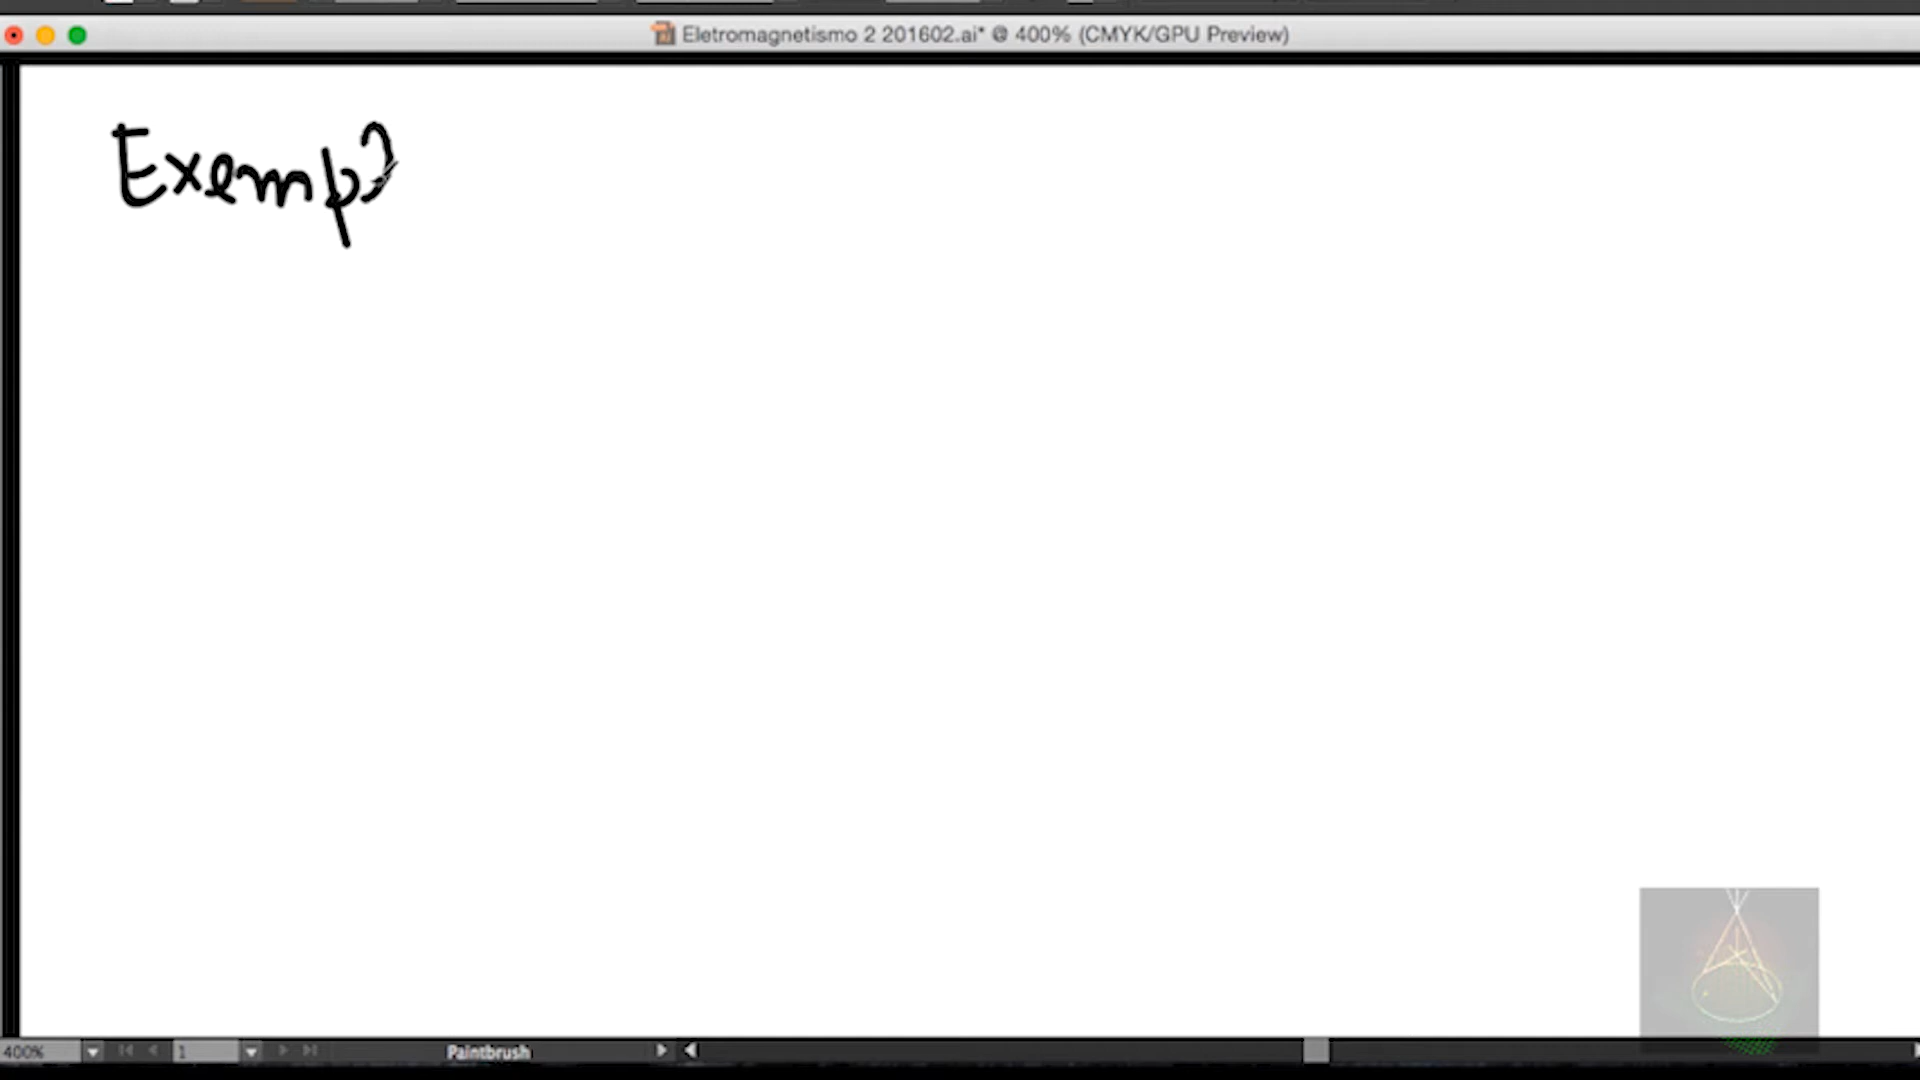 Eletromagnetismo 2 201602.ai* @ 400% (CMYK/GPU Preview)
Exemp
400%
1
Paintbrush